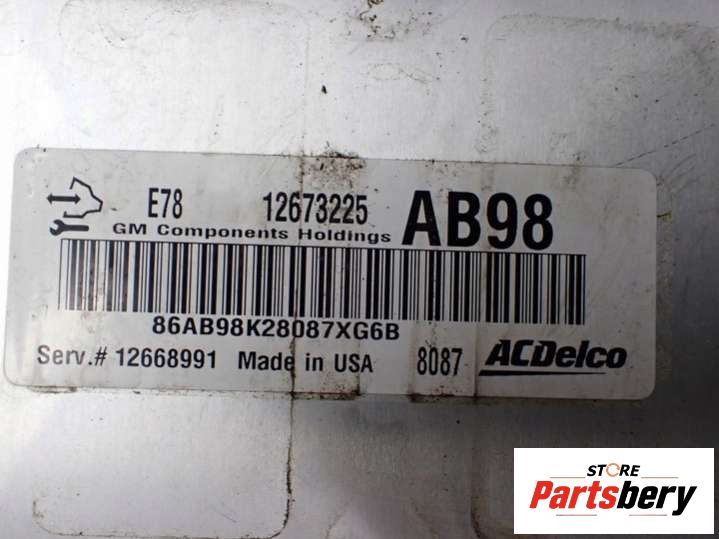 E78 12673225 AB98
GM Components Holdings
86AB98K28087XG6B
Serv.# 12668991 Made in USA 8087 ACDelco
STORE
Partsbery